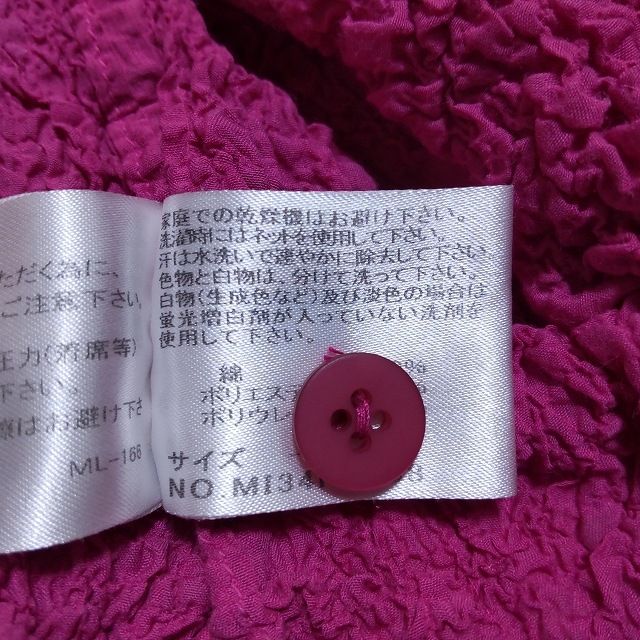 ただく為に、
ご注意下さい。
圧力(着席等)
下さい。
はお避け下さ
ML-166
家庭での乾燥機はお避け下さい。
洗濯時にはネットを使用して下さい。
汗は水洗いで速やかに除去して下さい。
色物と白物は、分けて洗って下さい。
白物(生成色など)及び淡色の場合は
蛍光増白剤が入っていない洗剤を
使用して下さい。
綿
ポリエステ
ポリウレ
サイズ
NO.MI34